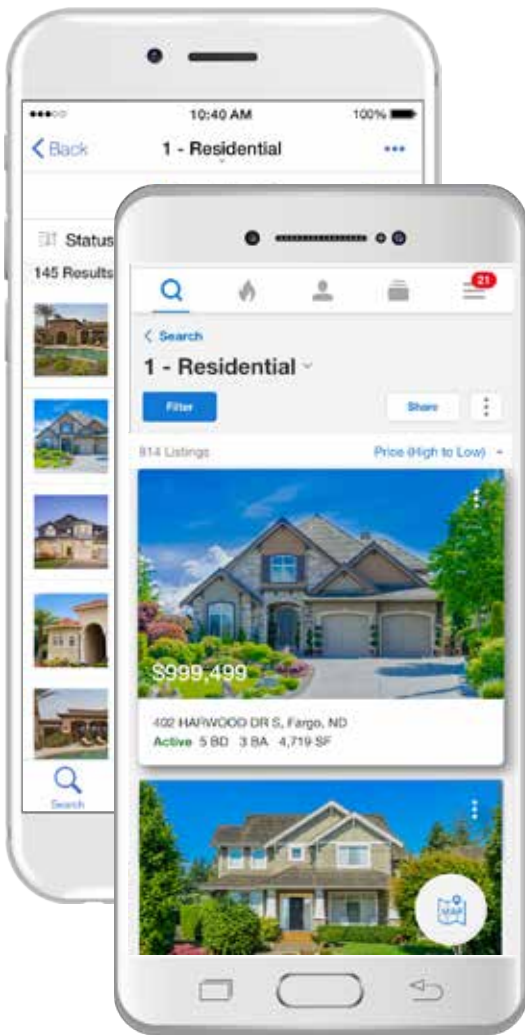 10:40 AM
100%
Back
1 - Residential
Status
145 Results
Search
21
Search
1 - Residential
Filter
Share
814 Listings
Price (High to Low)
$999,499
402 HARWOOD DR S, Fargo, ND
Active 5 BD 3 BA 4,719 SF
MAP